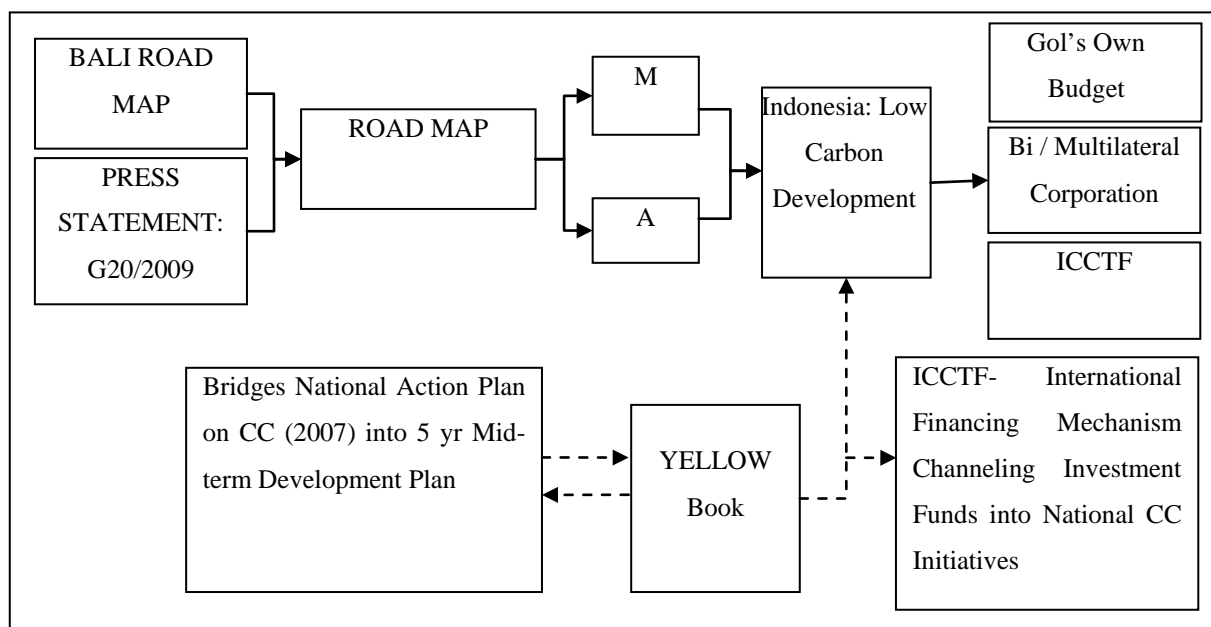 BALI ROAD
MAP
PRESS
STATEMENT:
G20/2009
ROAD MAP
M
A
Indonesia: Low
Carbon
Development
GoI's Own
Budget
Bi / Multilateral
Corporation
ICCTF
Bridges National Action Plan
on CC (2007) into 5 yr Mid-
term Development Plan
YELLOW
Book
ICCTF- International
Financing Mechanism
Channeling Investment
Funds into National CC
Initiatives